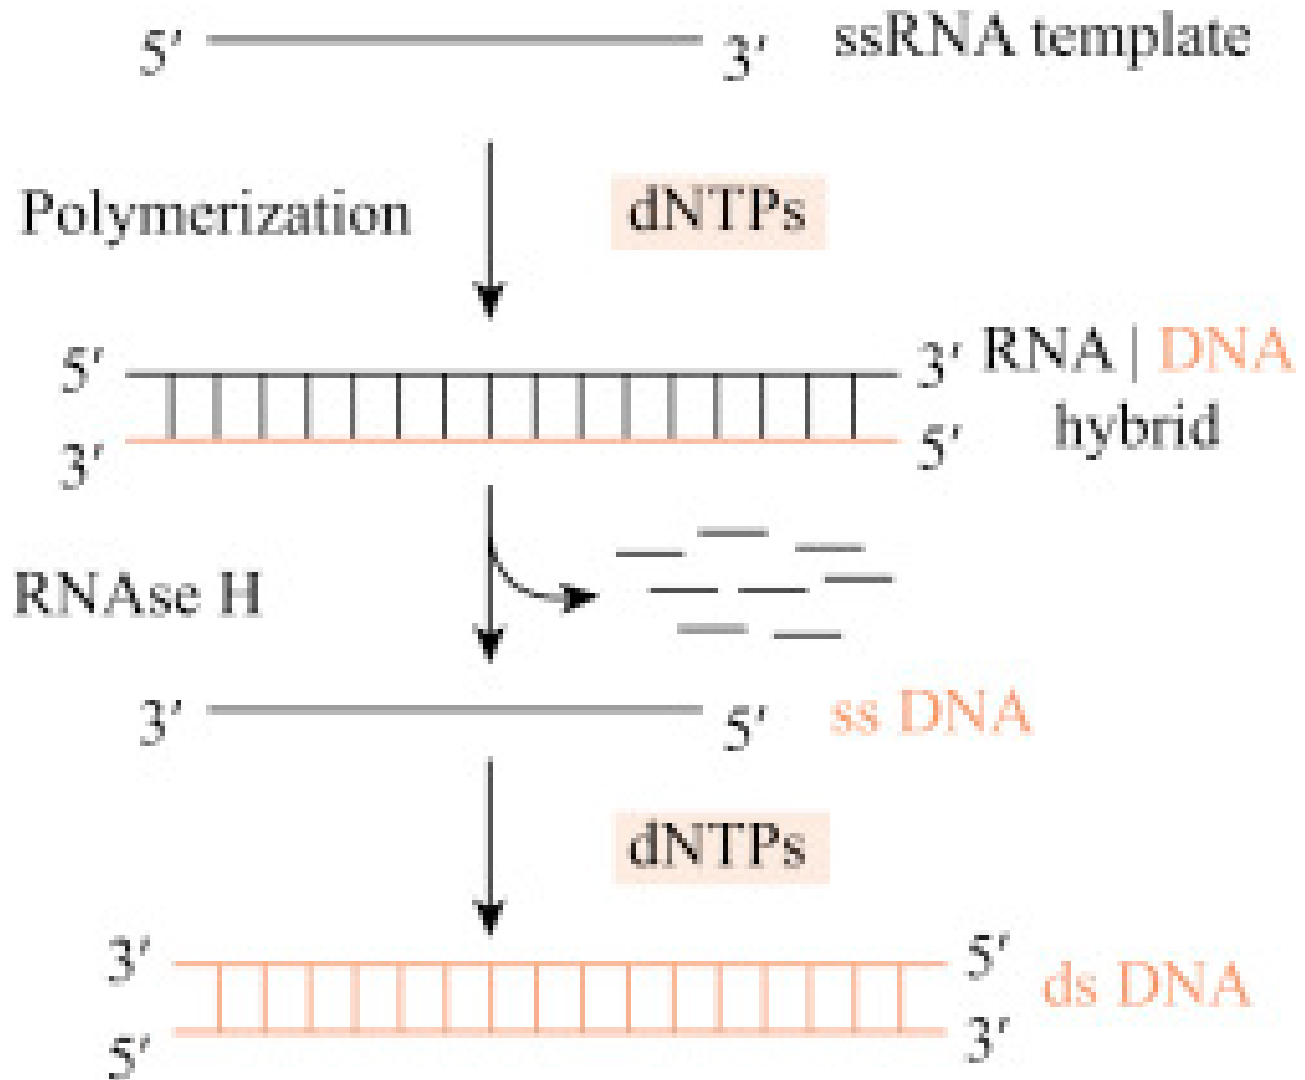 5′ 3′ ssRNA template
Polymerization dNTPs
5′ 3′ RNA | DNA
hybrid
3′ 5′
RNAse H
3′ 5′ ss DNA
dNTPs
3′ 5′
ds DNA
5′ 3′